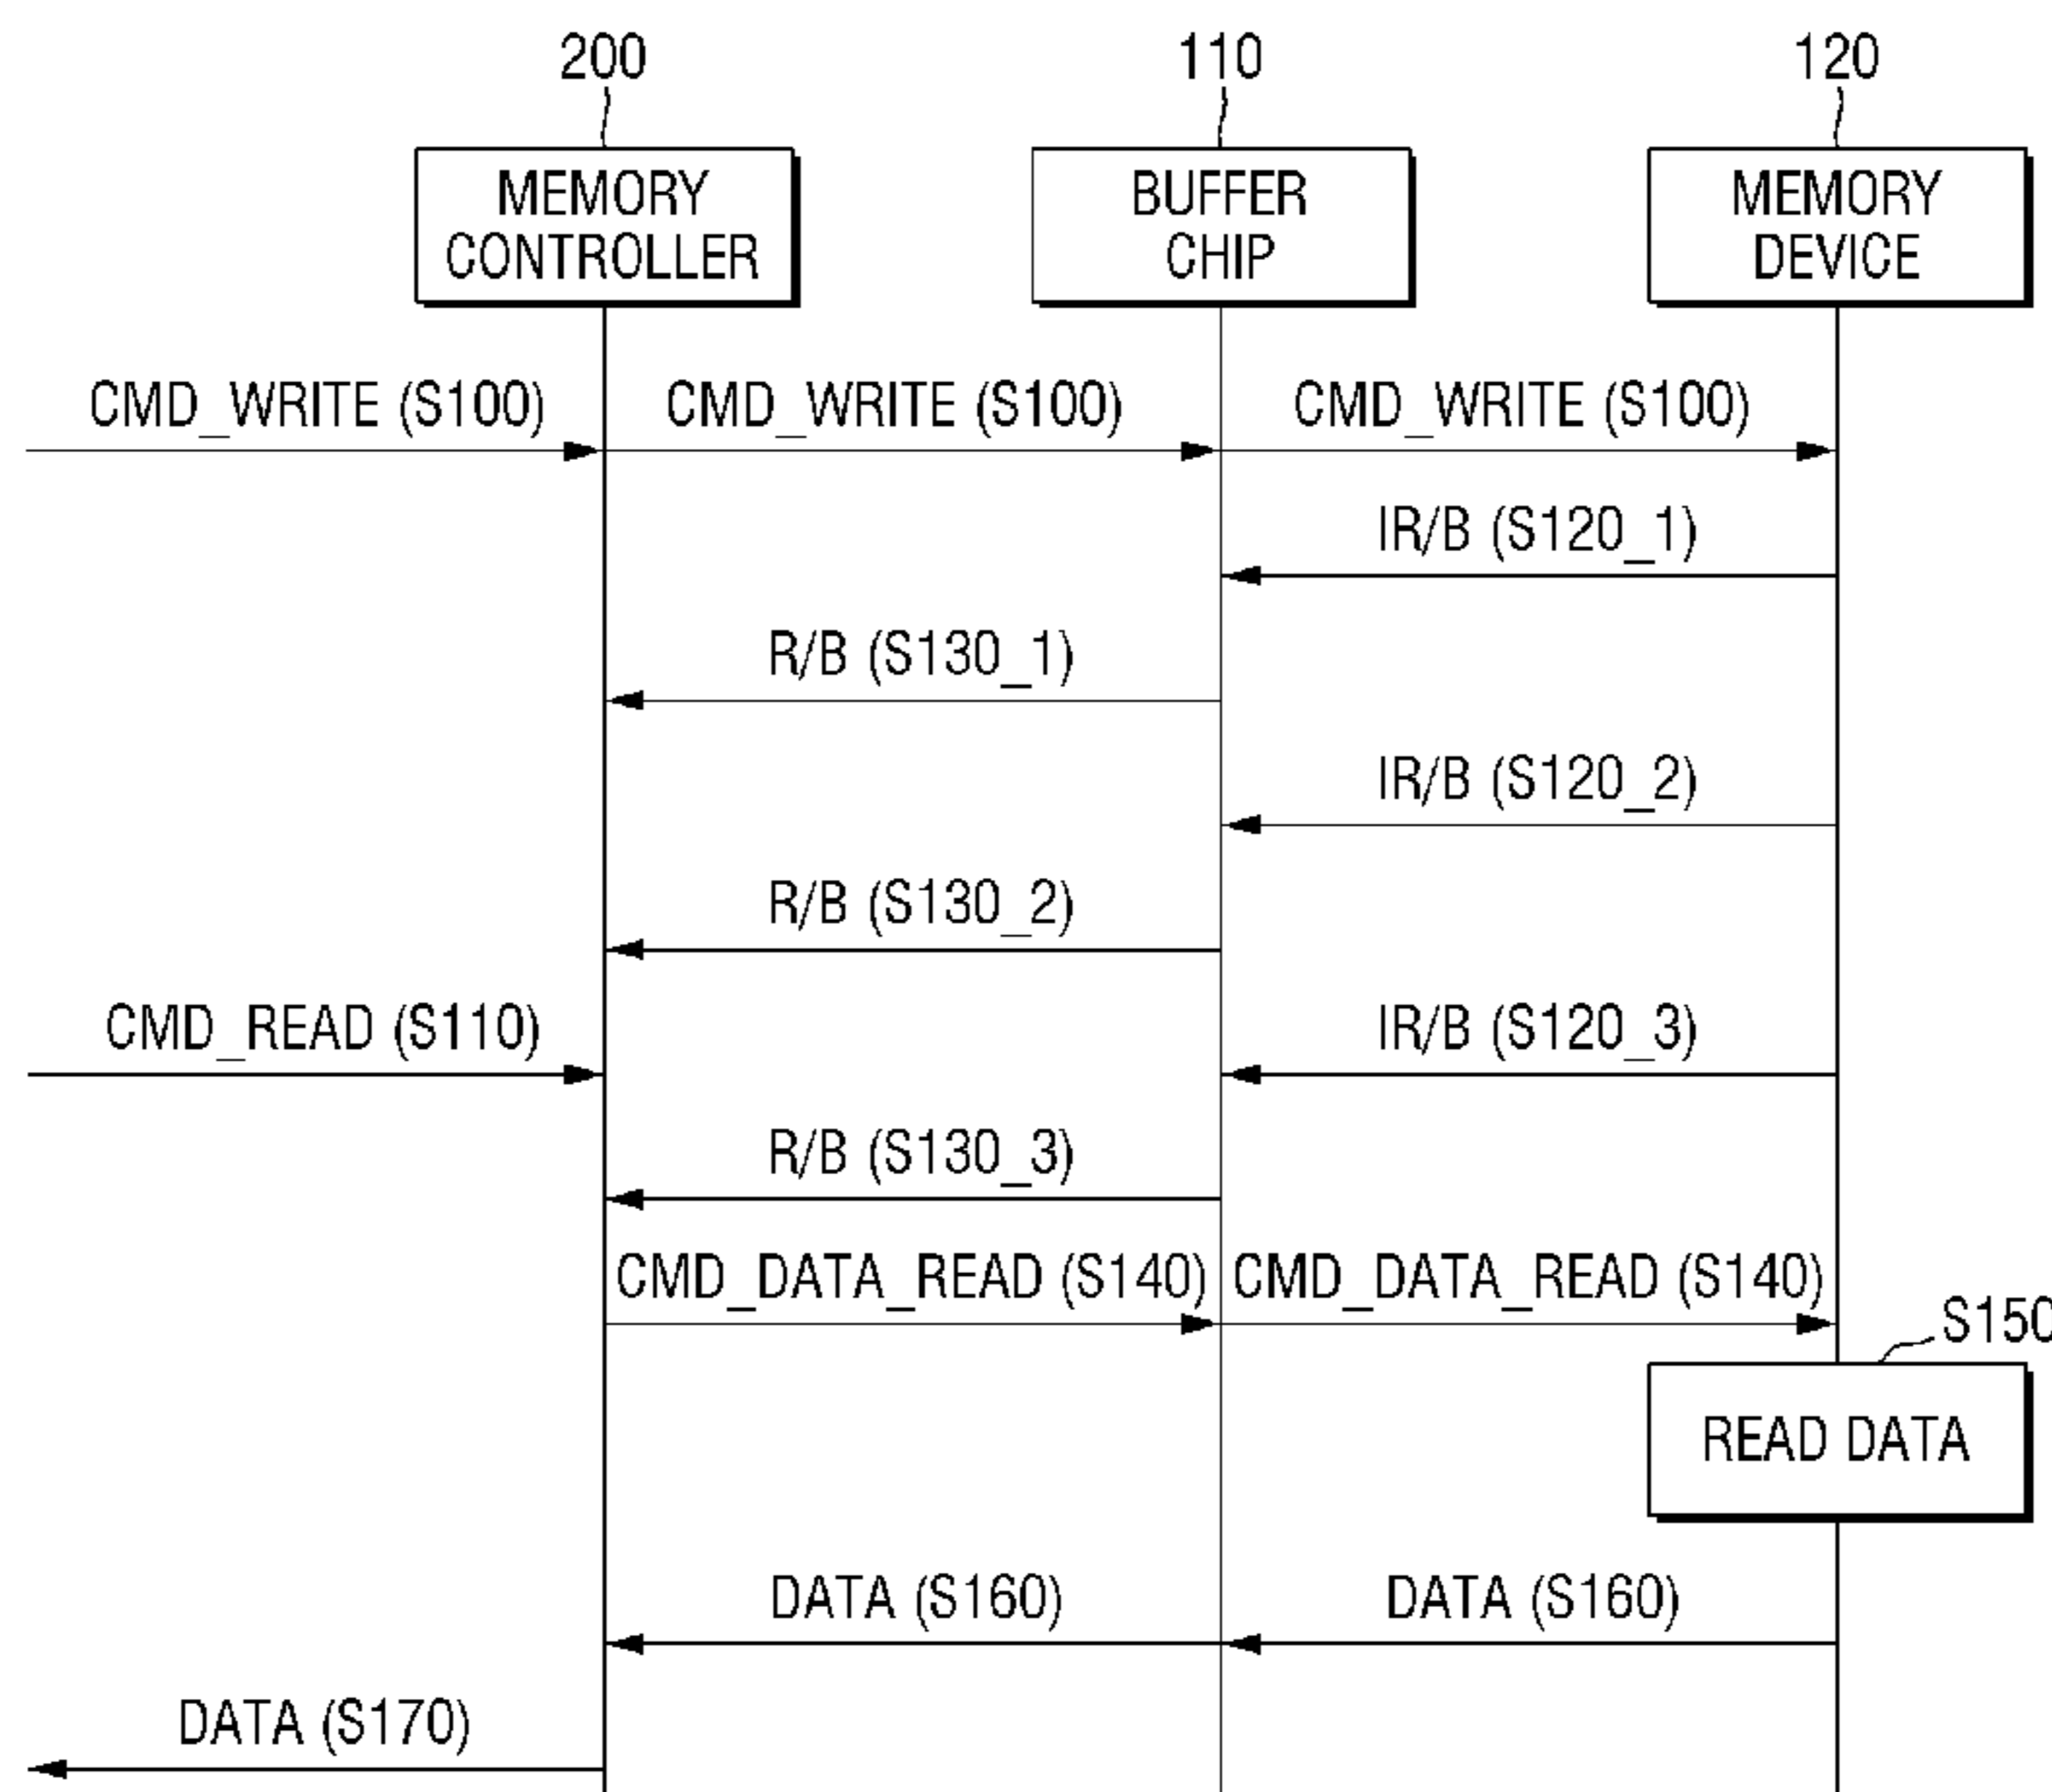 200
110
120
MEMORY
CONTROLLER
BUFFER
CHIP
MEMORY
DEVICE
CMD_WRITE (S100)
CMD_WRITE (S100)
CMD_WRITE (S100)
IR/B (S120_1)
R/B (S130_1)
IR/B (S120_2)
R/B (S130_2)
CMD_READ (S110)
IR/B (S120_3)
R/B (S130_3)
CMD_DATA_READ (S140)
CMD_DATA_READ (S140)
S150
READ DATA
DATA (S160)
DATA (S160)
DATA (S170)